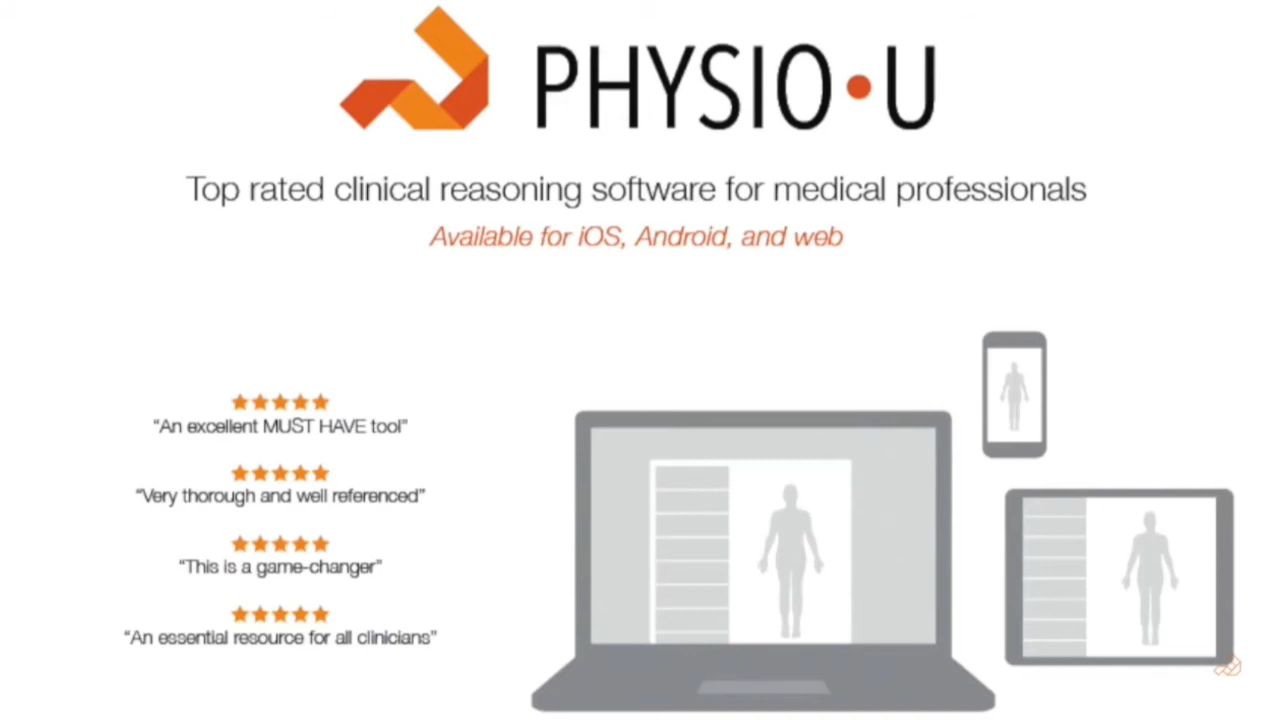 PHYSIO•U
Top rated clinical reasoning software for medical professionals
Available for iOS, Android, and web
“An excellent MUST HAVE tool”
“Very thorough and well referenced”
“This is a game-changer”
“An essential resource for all clinicians”